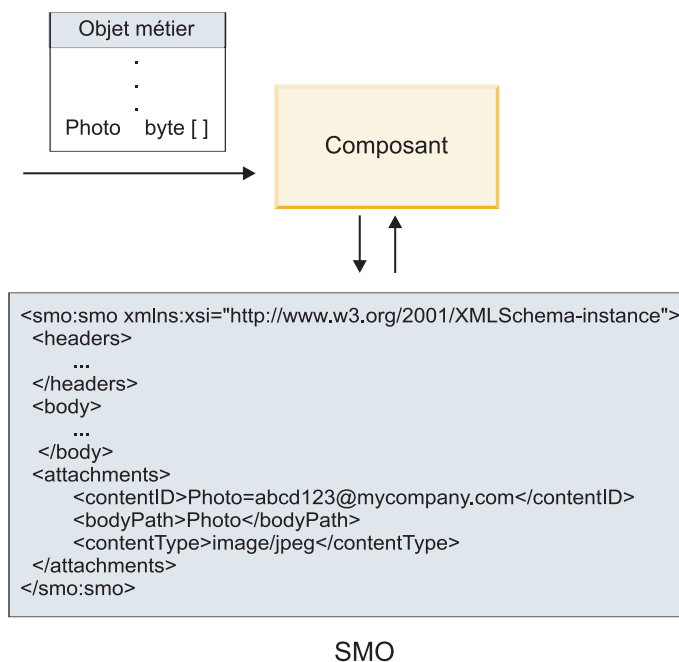 Objet métier
.
.
.
Photo byte [ ]
Composant
<smo:smo xmlns:xsi="http://www.w3.org/2001/XMLSchema-instance">
<headers>
...
</headers>
<body>
...
</body>
<attachments>
<contentID>Photo=abcd123@mycompany.com</contentID>
<bodyPath>Photo</bodyPath>
<contentType>image/jpeg</contentType>
</attachments>
</smo:smo>
SMO